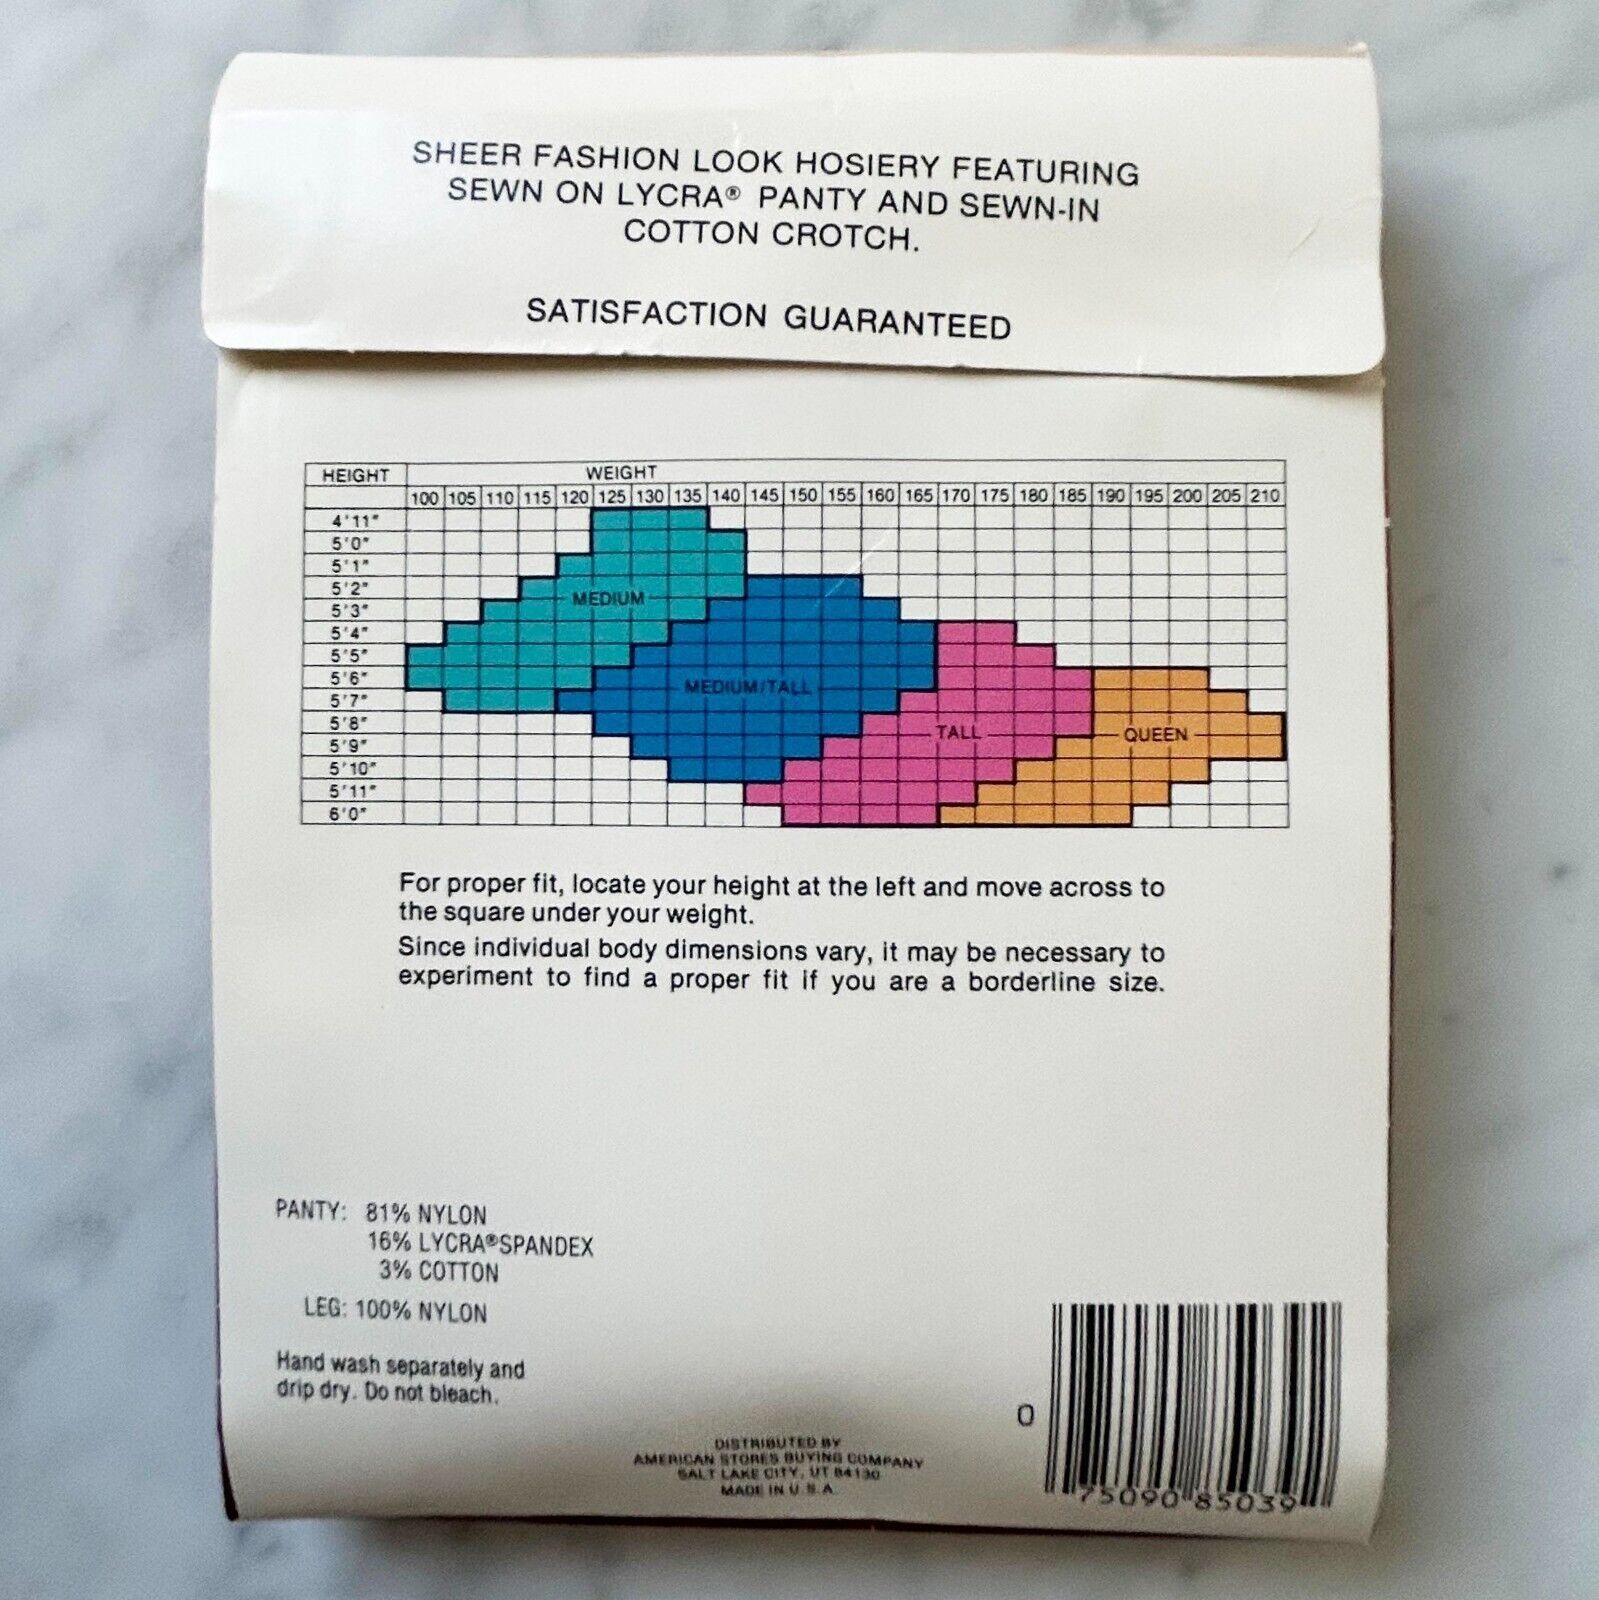 SHEER FASHION LOOK HOSIERY FEATURING
SEWN ON LYCRA® PANTY AND SEWN-IN
COTTON CROTCH.
SATISFACTION GUARANTEED
HEIGHT WEIGHT
100 105 110 115 120 125 130 135 140 145 150 155 160 165 170 175 180 185 190 195 200 205 210
4'11"
5'0"
5'1"
5'2"
MEDIUM
5'3"
5'4"
5'5"
5'6"
MEDIUM/TALL
5'7"
5'8"
TALL QUEEN
5'9"
5'10"
5'11"
6'0"
For proper fit, locate your height at the left and move across to
the square under your weight.
Since individual body dimensions vary, it may be necessary to
experiment to find a proper fit if you are a borderline size.
PANTY: 81% NYLON
16% LYCRA® SPANDEX
3% COTTON
LEG: 100% NYLON
Hand wash separately and
drip dry. Do not bleach.
DISTRIBUTED BY
AMERICAN STORES BUYING COMPANY
SALT LAKE CITY, UT 84130
MADE IN U.S.A.
0 75090 85039